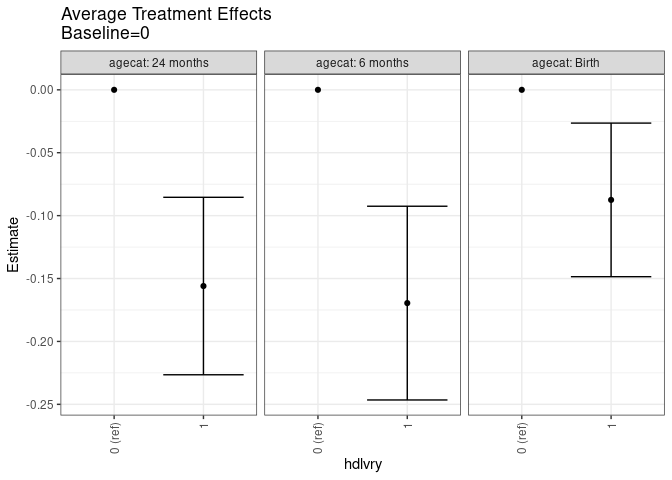 Average Treatment Effects
Baseline=0
agecat: 24 months
agecat: 6 months
agecat: Birth
0.00
-0.05
-0.10
-0.15
-0.20
-0.25
Estimate
0 (ref)
1
0 (ref)
1
0 (ref)
1
hdlvry